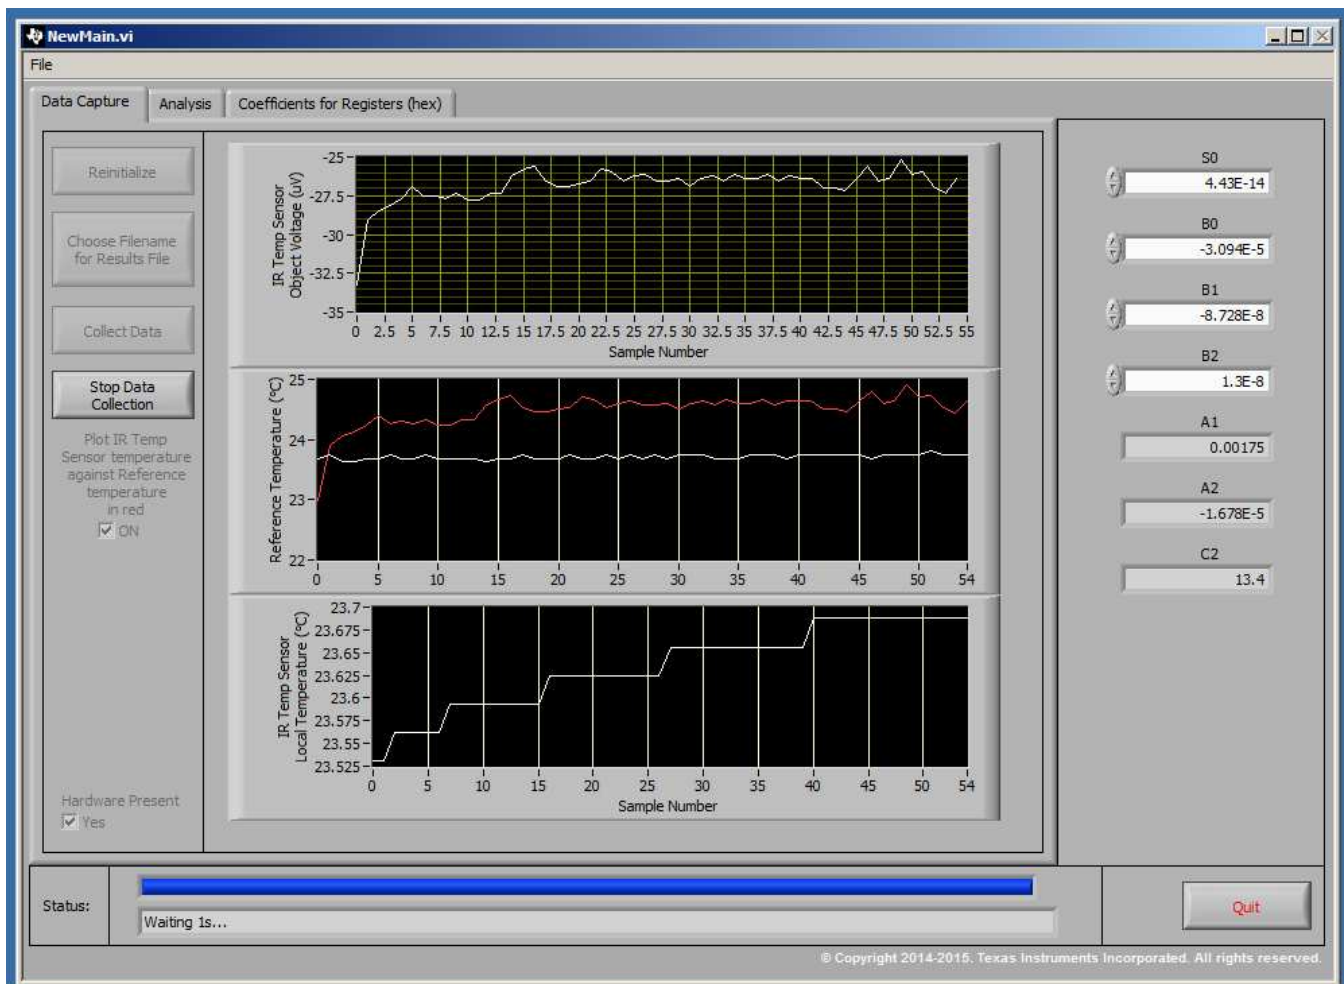 NewMain.vi
File
Data Capture
Analysis
Coefficients for Registers (hex)
Reinitialize
Choose Filename
for Results File
Collect Data
Stop Data
Collection
Plot IR Temp
Sensor temperature
against Reference
temperature
in red
ON
Hardware Present
Yes
IR Temp Sensor
Object Voltage (uV)
-25
-27.5
-30
-32.5
-35
0 2.5 5 7.5 10 12.5 15 17.5 20 22.5 25 27.5 30 32.5 35 37.5 40 42.5 45 47.5 50 52.5 55
Sample Number
Reference Temperature (°C)
25
24
23
22
0 5 10 15 20 25 30 35 40 45 50 54
IR Temp Sensor
Local Temperature (°C)
23.7
23.675
23.65
23.625
23.6
23.575
23.55
23.525
0 5 10 15 20 25 30 35 40 45 50 54
Sample Number
S0
4.43E-14
B0
-3.094E-5
B1
-8.728E-8
B2
1.3E-8
A1
0.00175
A2
-1.678E-5
C2
13.4
Status:
Waiting 1s...
Quit
© Copyright 2014-2015. Texas Instruments Incorporated. All rights reserved.